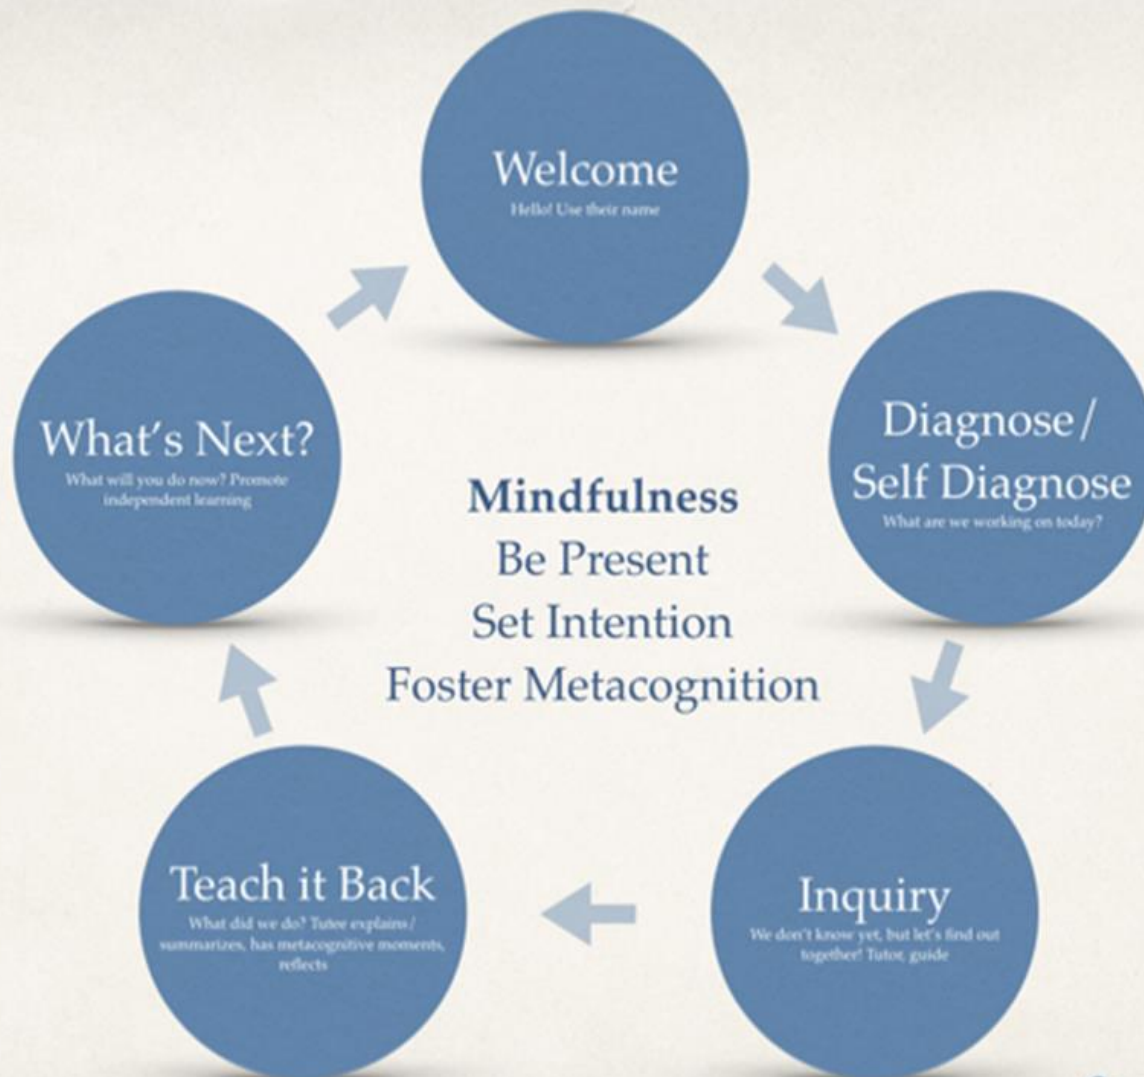 Welcome
Hello! Use their name
Diagnose/
Self Diagnose
What are we working on today?
Inquiry
We don't know yet, but let's find out
together! Tutor, guide
Teach it Back
What did we do? Tutee explains/
summarizes, has metacognitive moments,
reflects
What's Next?
What will you do now? Promote
independent learning
Mindfulness
Be Present
Set Intention
Foster Metacognition